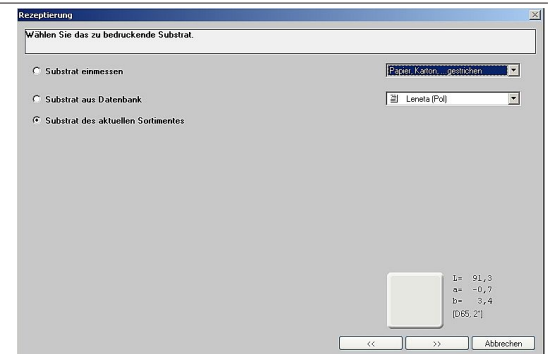 Rezeptierung
Wählen Sie das zu bedruckende Substrat.
Substrat einmessen
Papier, Karton, ... gestrichen
Substrat aus Datenbank
Leneta (Pol)
Substrat des aktuellen Sortimentes
L= 91,3
a= -0,7
b= 3,4
(D65, 2°)
<< >> Abbrechen